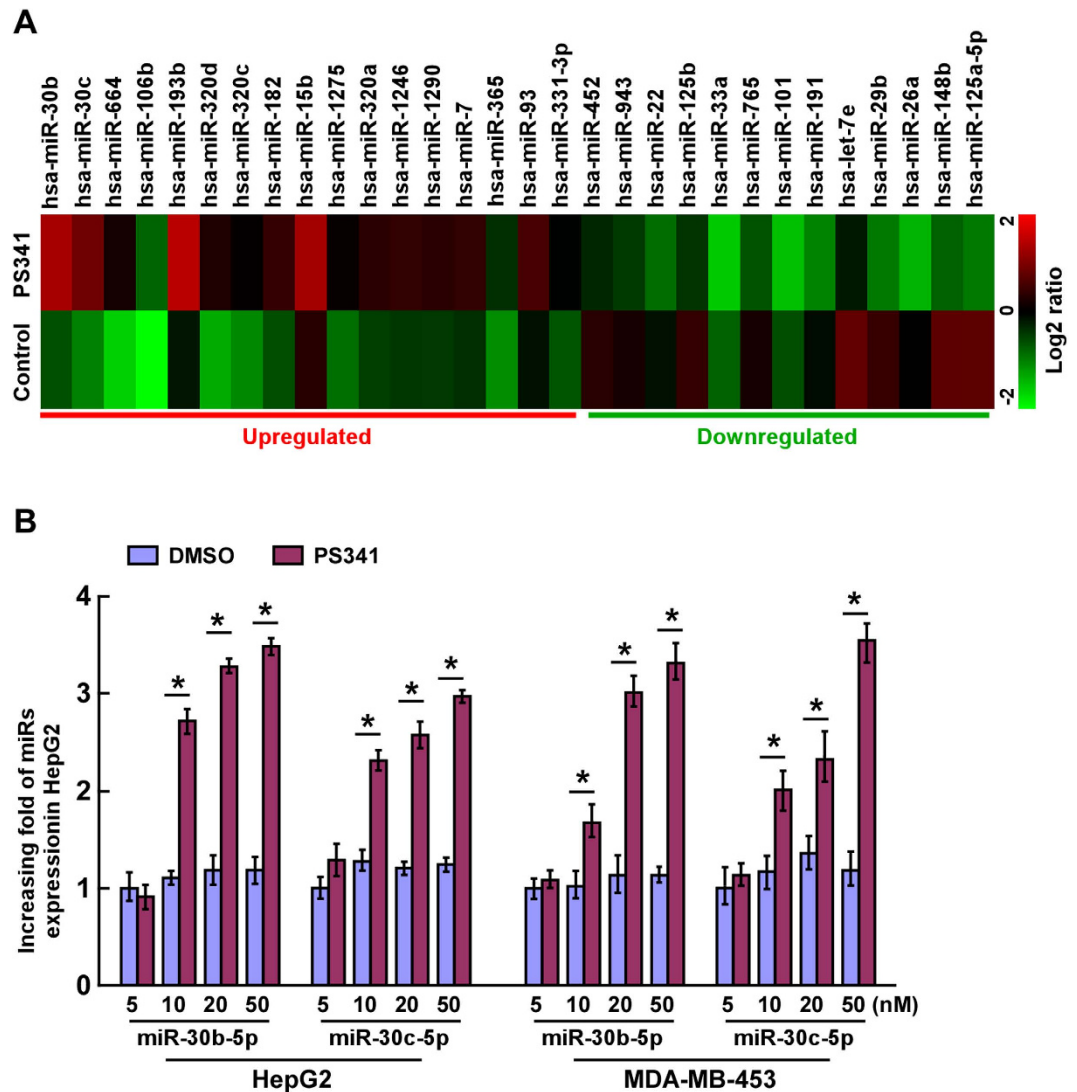 A
hsa-miR-30b
hsa-miR-30c
hsa-miR-664
hsa-miR-106b
hsa-miR-193b
hsa-miR-320d
hsa-miR-320c
hsa-miR-182
hsa-miR-15b
hsa-miR-1275
hsa-miR-320a
hsa-miR-1246
hsa-miR-1290
hsa-miR-7
hsa-miR-365
hsa-miR-93
hsa-miR-331-3p
hsa-miR-452
hsa-miR-943
hsa-miR-22
hsa-miR-125b
hsa-miR-33a
hsa-miR-765
hsa-miR-101
hsa-miR-191
hsa-let-7e
hsa-miR-29b
hsa-miR-26a
hsa-miR-148b
hsa-miR-125a-5p
PS341
Control
2
0
-2
Log2 ratio
Upregulated Downregulated
B
DMSO PS341
Increasing fold of miRs
expressionin HepG2
4
3
2
1
0
* * * * * * * * * * * *
5 10 20 50 5 10 20 50 5 10 20 50 5 10 20 50 (nM)
miR-30b-5p miR-30c-5p miR-30b-5p miR-30c-5p
HepG2 MDA-MB-453